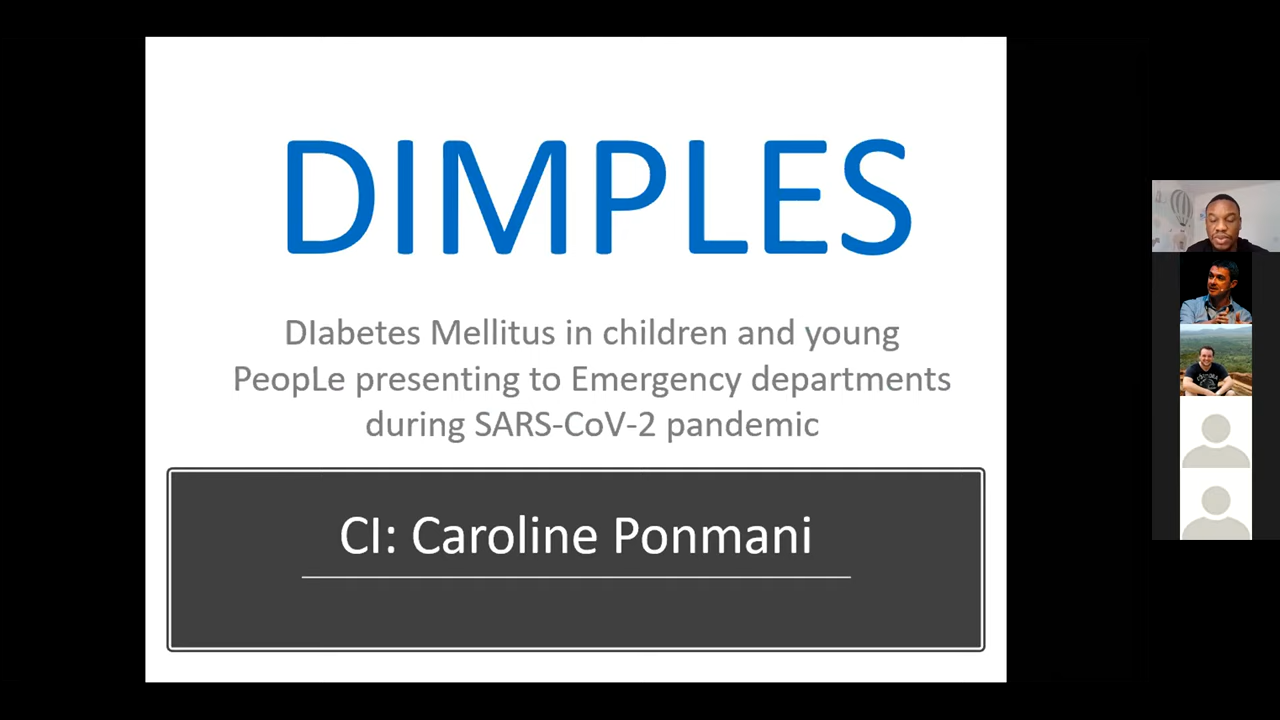 DIMPLES
DIabetes Mellitus in children and young
PeopLe presenting to Emergency departments
during SARS-CoV-2 pandemic
CI: Caroline Ponmani